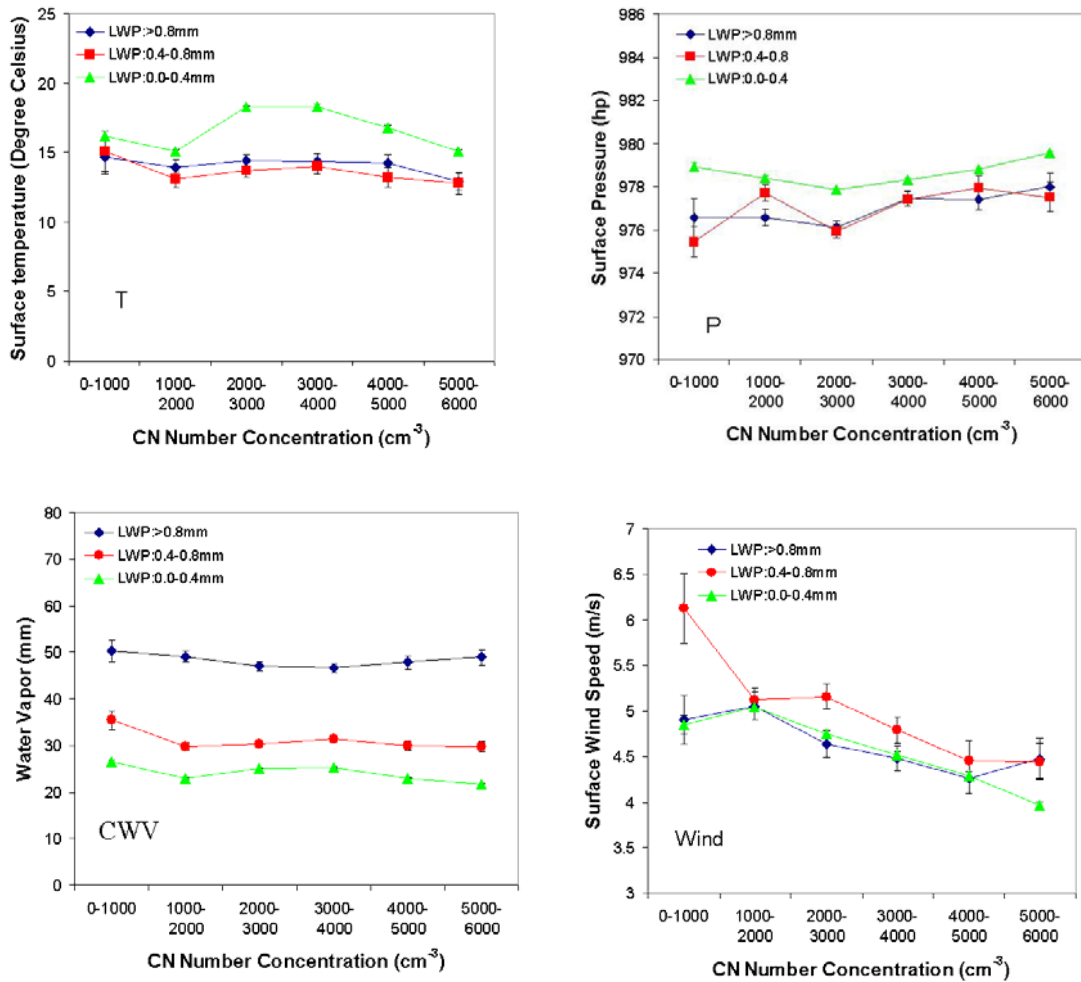 Surface temperature (Degree Celsius)
25
20
15
10
5
0
LWP:>0.8mm
LWP:0.4-0.8mm
LWP:0.0-0.4mm
T
0-1000 1000- 2000- 3000- 4000- 5000-
2000 3000 4000 5000 6000
CN Number Concentration (cm-3)
Surface Pressure (hp)
986
984
982
980
978
976
974
972
970
LWP:>0.8mm
LWP:0.4-0.8
LWP:0.0-0.4
P
0-1000 1000- 2000- 3000- 4000- 5000-
2000 3000 4000 5000 6000
CN Number Concentration (cm-3)
Water Vapor (mm)
80
70
60
50
40
30
20
10
0
LWP:>0.8mm
LWP:0.4-0.8mm
LWP:0.0-0.4mm
CWV
0-1000 1000- 2000- 3000- 4000- 5000-
2000 3000 4000 5000 6000
CN Number Concentration (cm-3)
Surface Wind Speed (m/s)
7
6.5
6
5.5
5
4.5
4
3.5
3
LWP:>0.8mm
LWP:0.4-0.8mm
LWP:0.0-0.4mm
Wind
0-1000 1000- 2000- 3000- 4000- 5000-
2000 3000 4000 5000 6000
CN Number Concentration (cm-3)